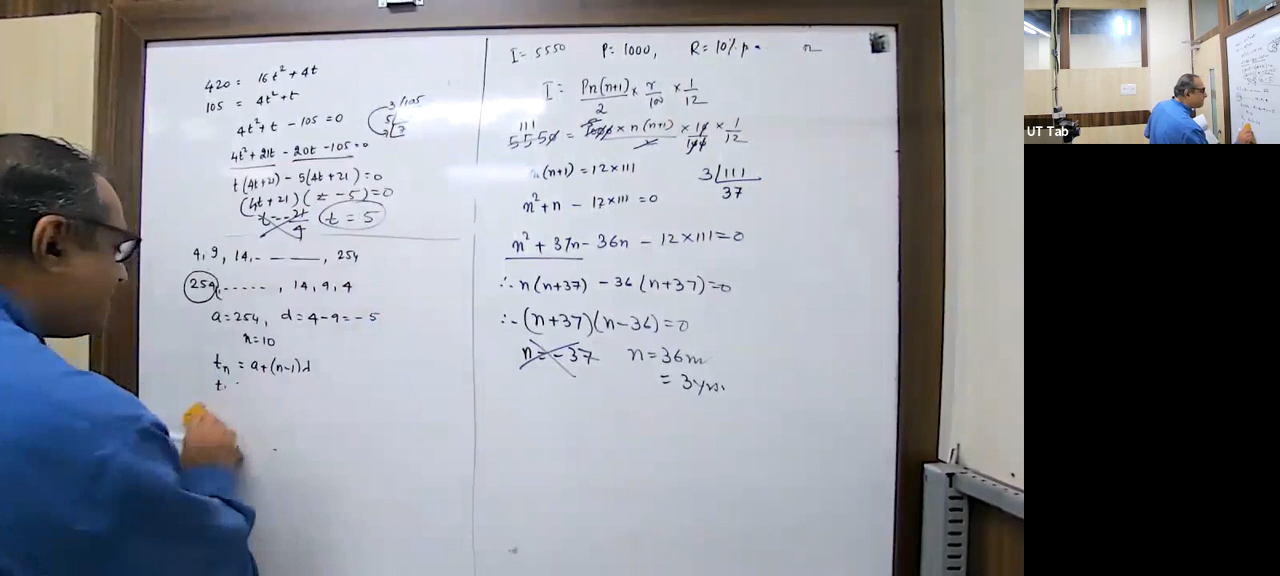 420 = 16t² + 4t
105 = 4t² + t
4t² + t - 105 = 0
4t² + 21t - 20t - 105 = 0
t(4t+21) - 5(4t+21) = 0
(4t+21)(t-5) = 0
t = -21/4 t = 5
4, 9, 14, - — —, 254
254, ....., 14, 9, 4
a = 254, d = 4-9 = -5
n = 10
tn = a+(n-1)d
t
I = 5550 P = 1000, R = 10% p. n
I = Pn(n+1)/2 × r/100 × 1/12
111
5550 = 1000 × n(n+1)/2 × 10/100 × 1/12
n(n+1) = 12×111
3 | 111
37
n² + n - 12×111 = 0
n² + 37n - 36n - 12×111 = 0
∴ n(n+37) - 36(n+37) = 0
∴ (n+37)(n-36) = 0
n = -37 n = 36m
= 3yrs.
UT Tab